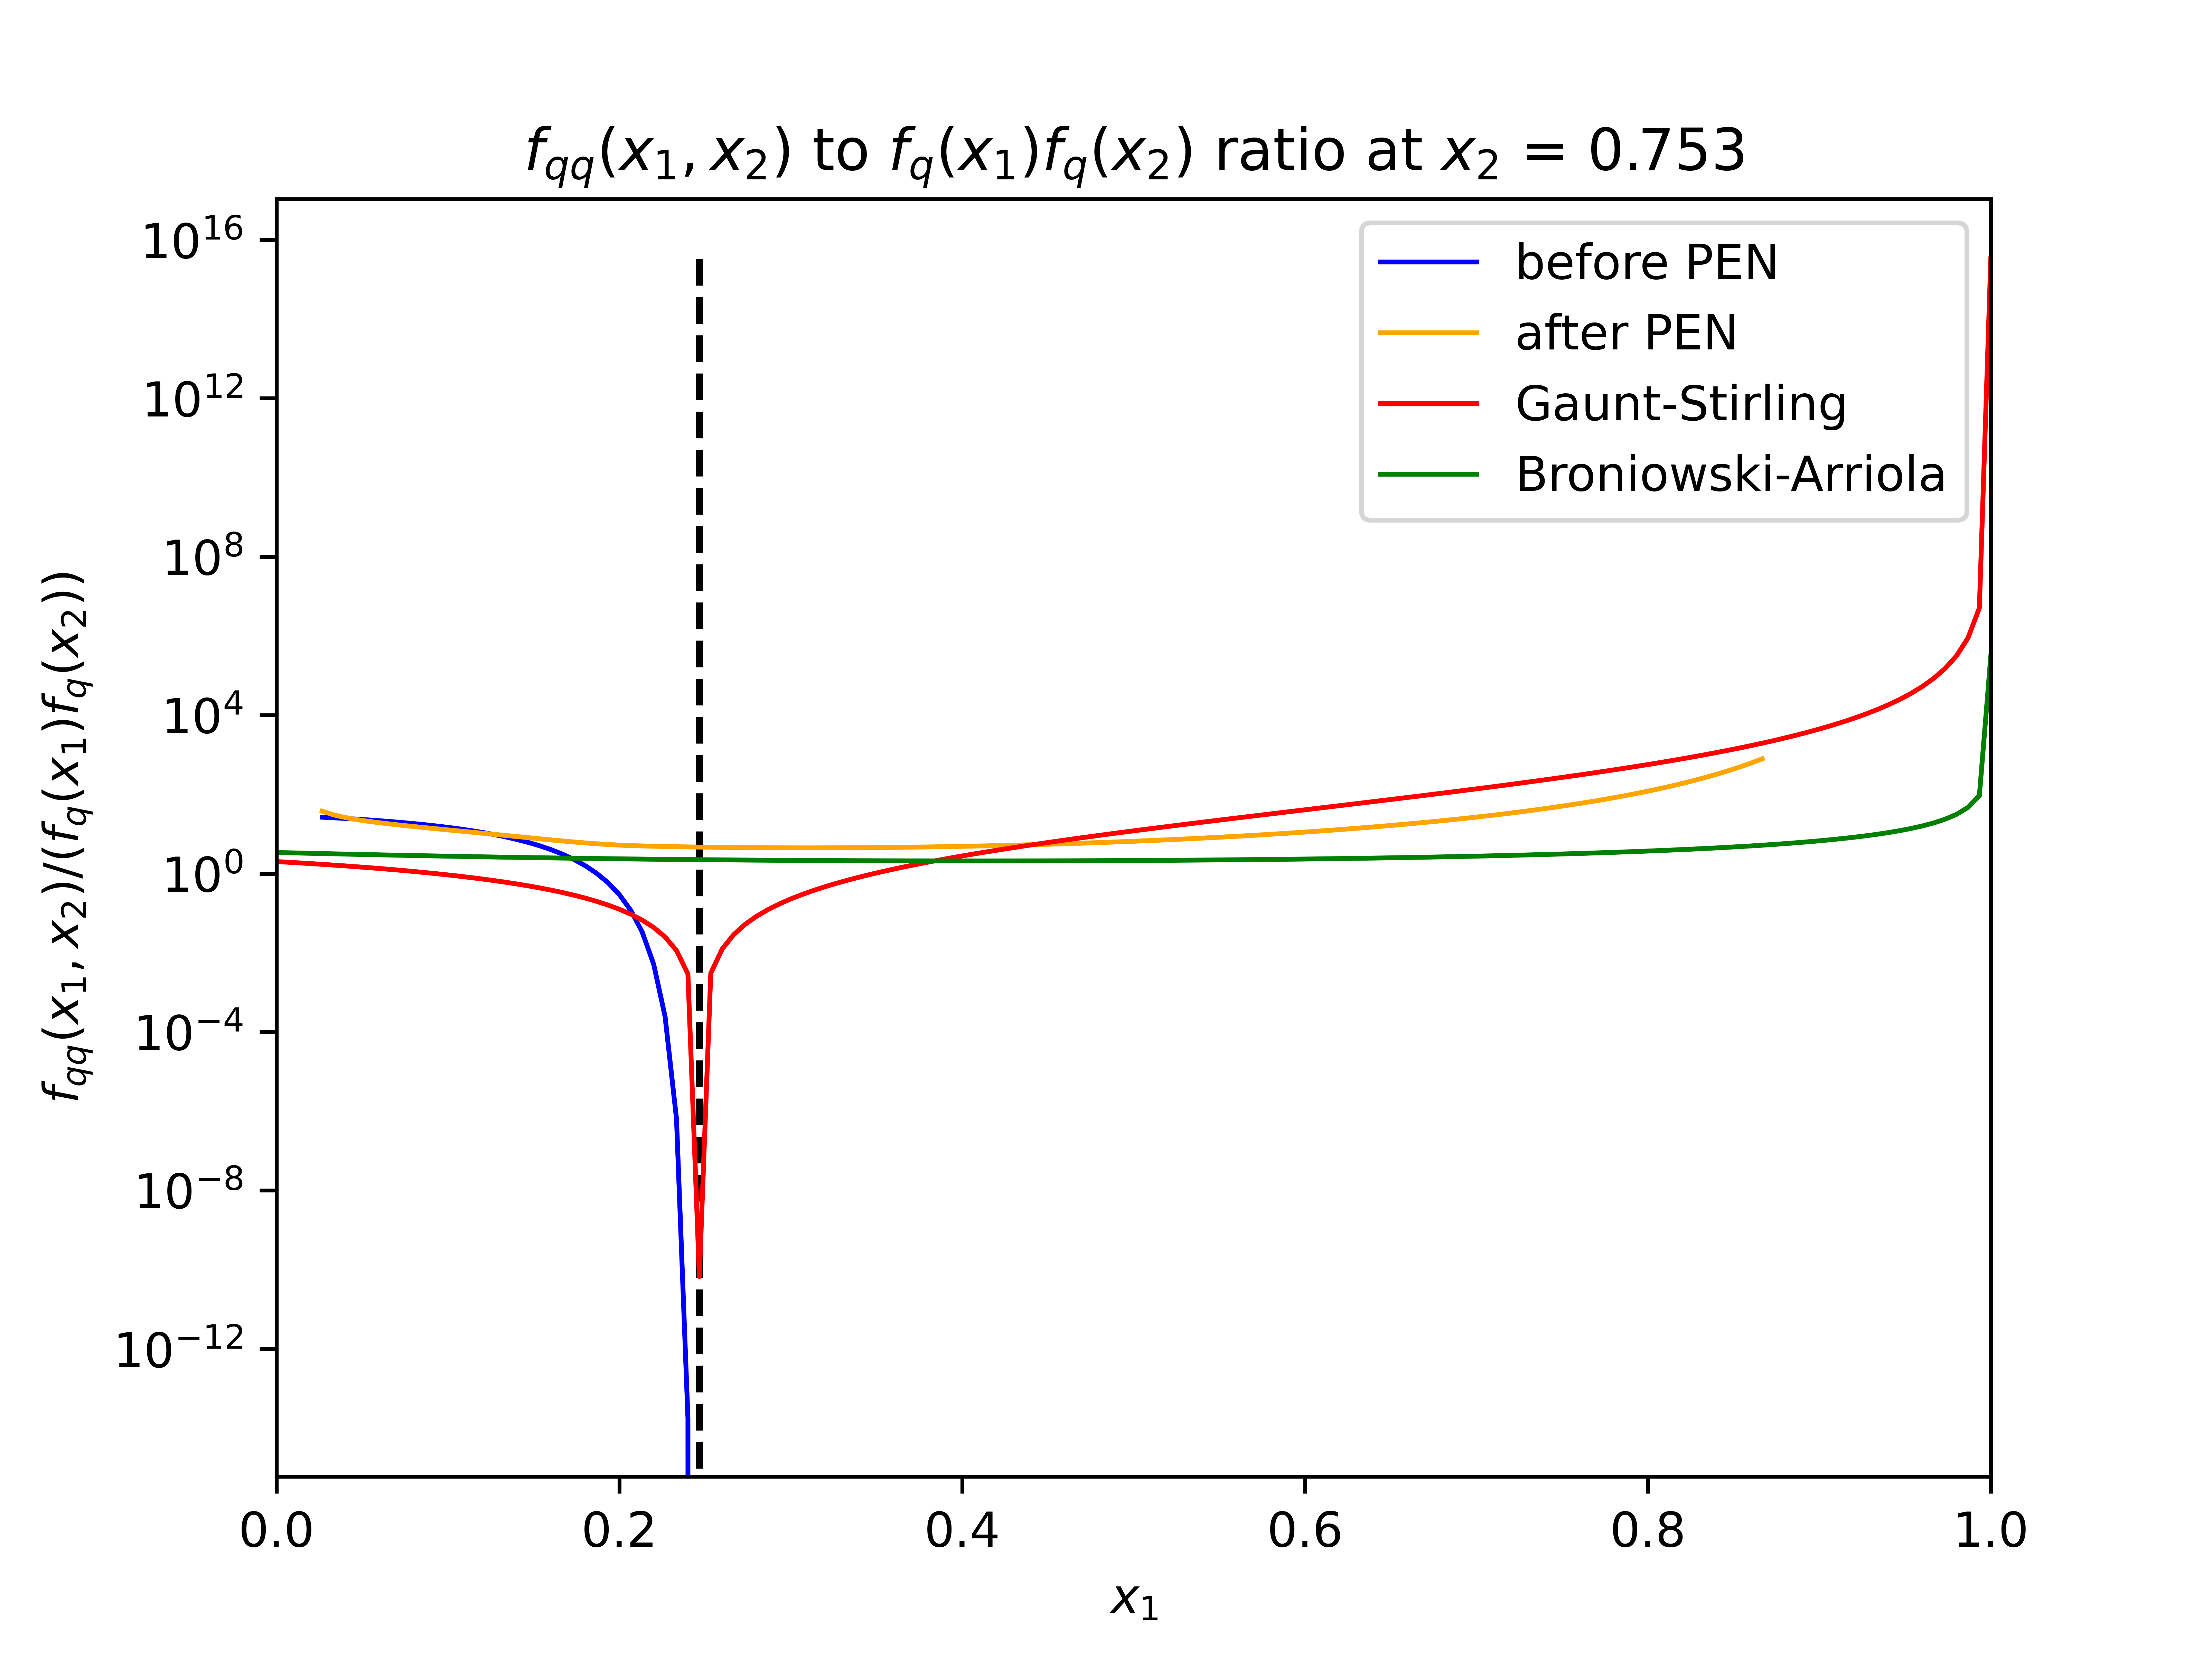 f_{qq}(x_1, x_2) to f_q(x_1)f_q(x_2) ratio at x_2 = 0.753
10^{16}
10^{12}
10^{8}
10^{4}
10^{0}
10^{−4}
10^{−8}
10^{−12}
f_{qq}(x_1, x_2)/(f_q(x_1)f_q(x_2))
before PEN
after PEN
Gaunt-Stirling
Broniowski-Arriola
0.0 0.2 0.4 0.6 0.8 1.0
x_1